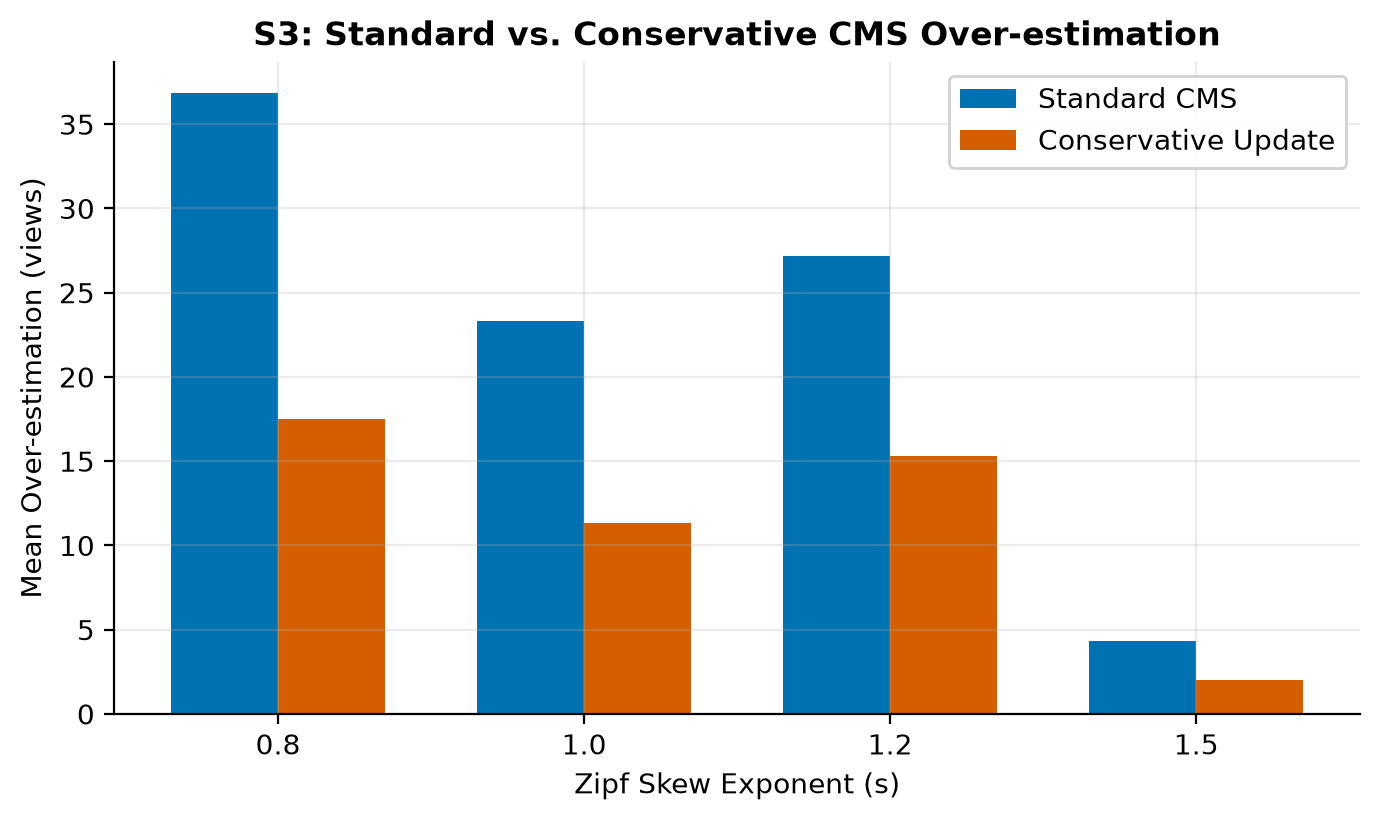 S3: Standard vs. Conservative CMS Over-estimation
Standard CMS
Conservative Update
Mean Over-estimation (views)
35
30
25
20
15
10
5
0
0.8 1.0 1.2 1.5
Zipf Skew Exponent (s)